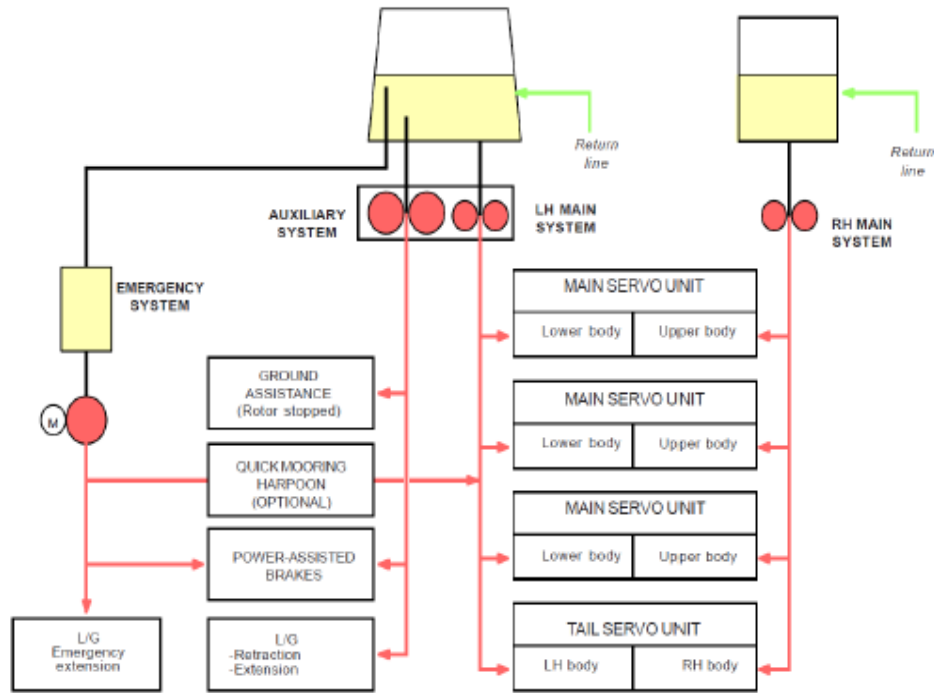 Return
line
Return
line
AUXILIARY
SYSTEM
LH MAIN
SYSTEM
RH MAIN
SYSTEM
EMERGENCY
SYSTEM
M
MAIN SERVO UNIT
Lower body
Upper body
GROUND
ASSISTANCE
(Rotor stopped)
MAIN SERVO UNIT
Lower body
Upper body
QUICK MOORING
HARPOON
(OPTIONAL)
MAIN SERVO UNIT
Lower body
Upper body
POWER-ASSISTED
BRAKES
L/G
Emergency
extension
L/G
-Retraction
-Extension
TAIL SERVO UNIT
LH body
RH body